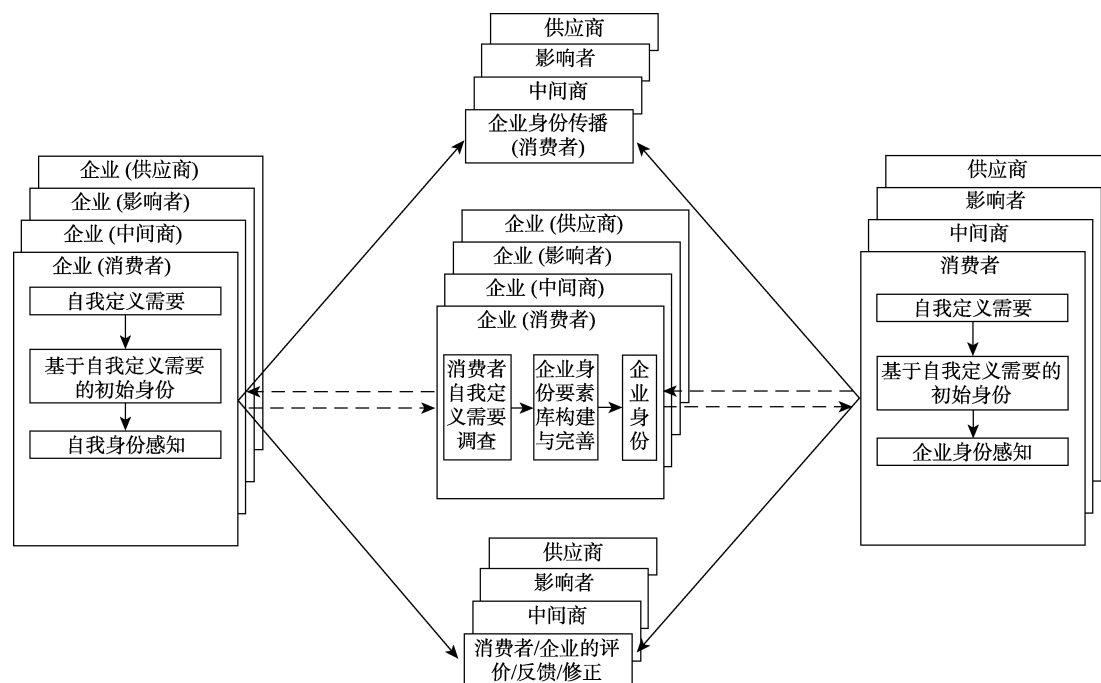 供应商
影响者
中间商
企业身份传播
(消费者)
企业 (供应商)
企业 (影响者)
企业 (中间商)
企业 (消费者)
自我定义需要
基于自我定义需要
的初始身份
自我身份感知
企业 (供应商)
企业 (影响者)
企业 (中间商)
企业 (消费者)
消费者
自我定
义需要
调查
企业身
份要素
库构建
与完善
企
业
身
份
供应商
影响者
中间商
消费者
自我定义需要
基于自我定义需要的
初始身份
企业身份感知
供应商
影响者
中间商
消费者/企业的评
价/反馈/修正